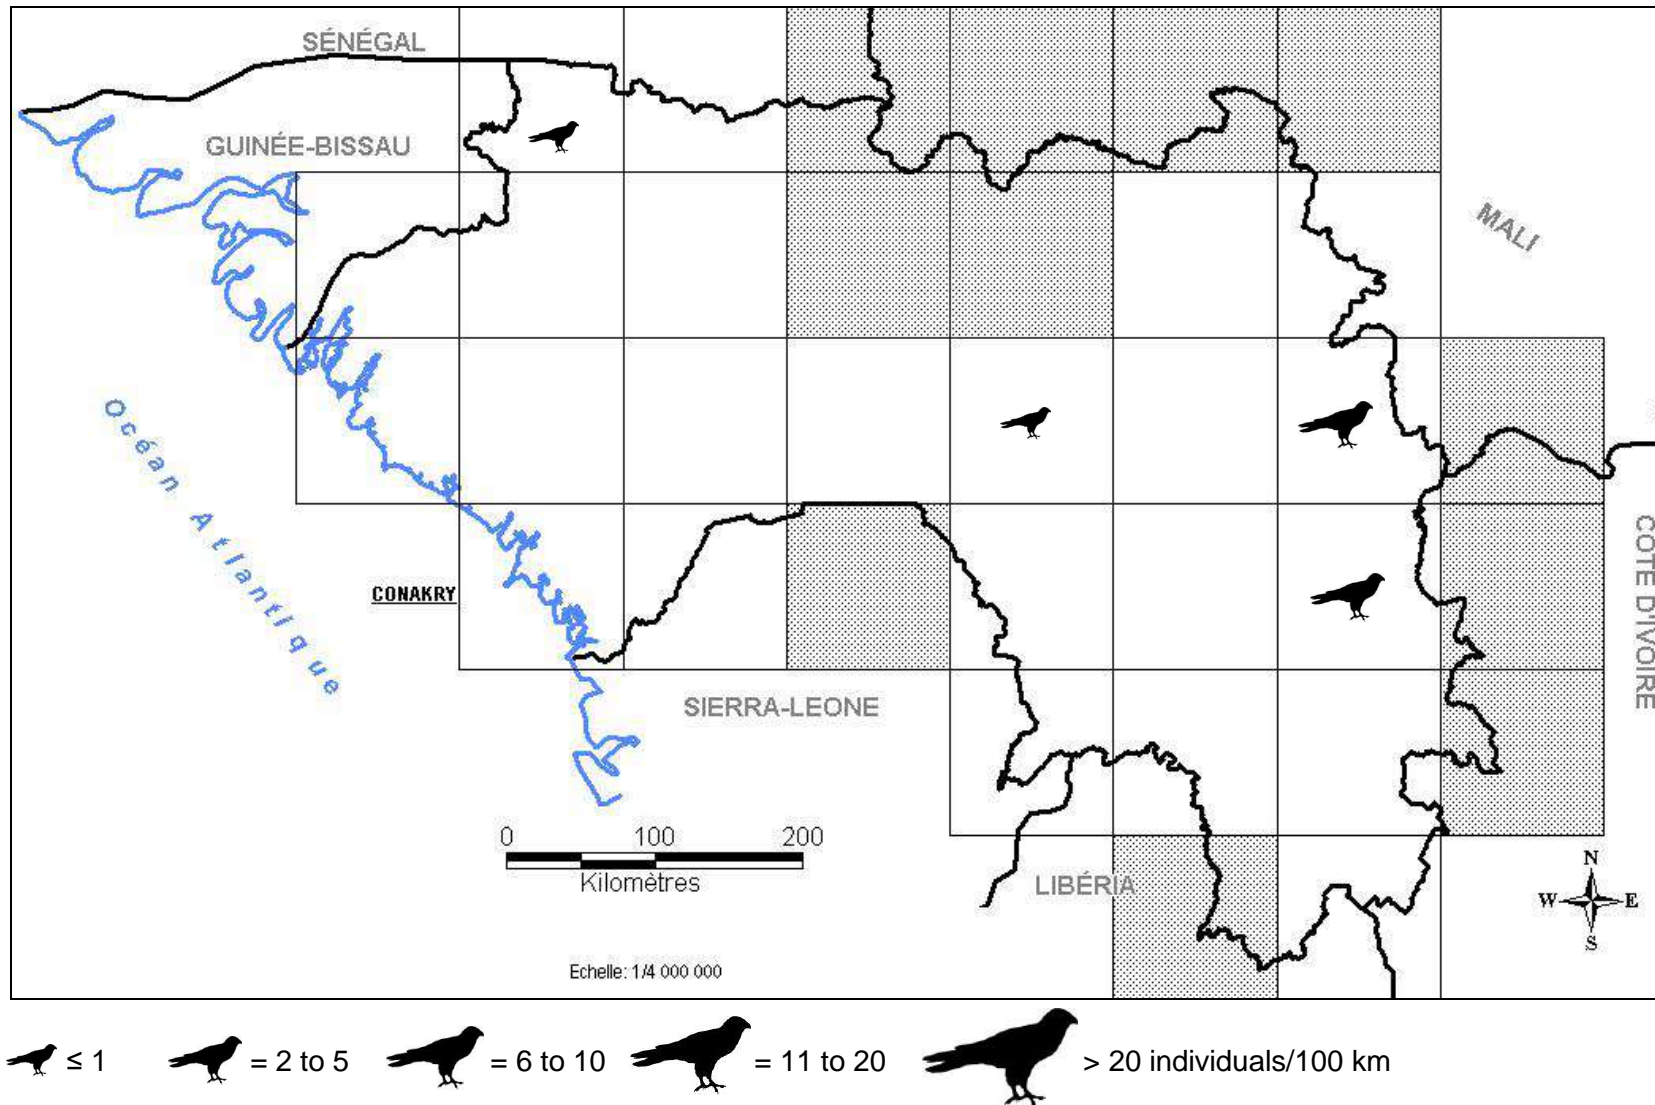 SÉNÉGAL
GUINÉE-BISSAU
MALI
Océan Atlantique
CONAKRY
COTE D'IVOIRE
SIERRA-LEONE
0 100 200
Kilomètres
LIBÉRIA
N
W E
S
Echelle: 1/4 000 000
≤ 1 = 2 to 5 = 6 to 10 = 11 to 20 > 20 individuals/100 km